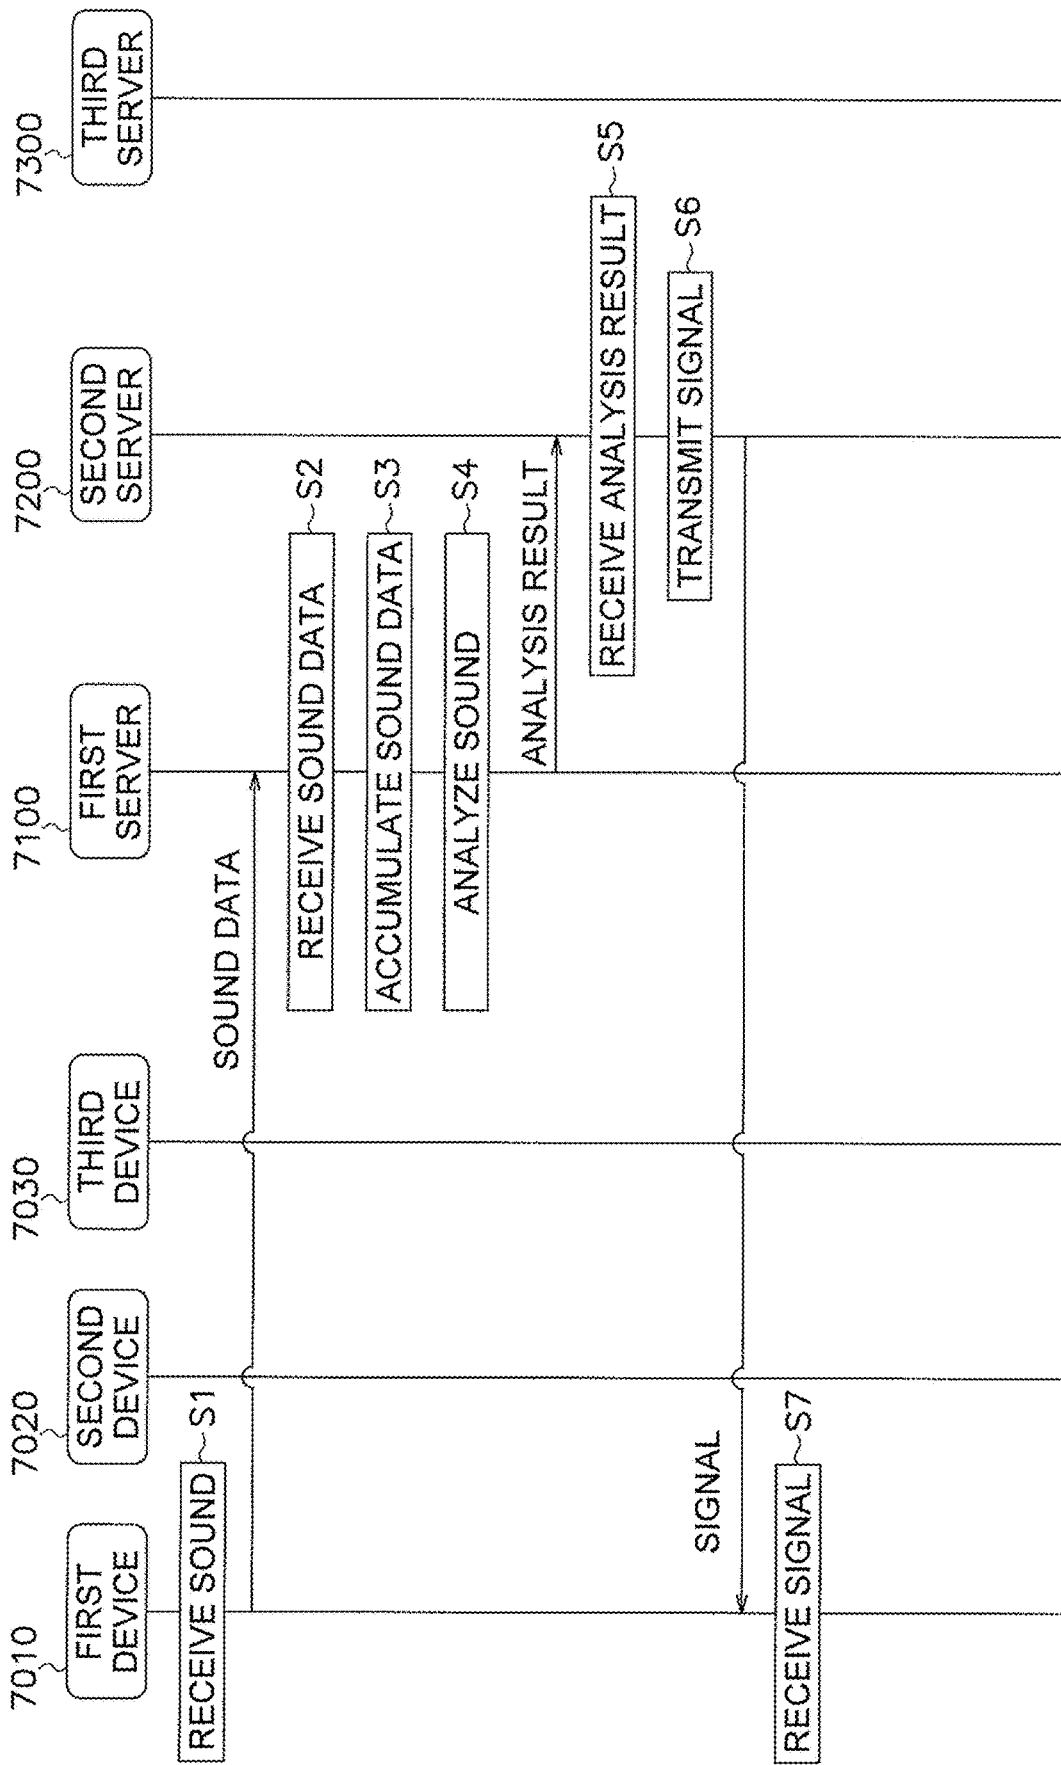 7010
FIRST
DEVICE
7020
SECOND
DEVICE
7030
THIRD
DEVICE
7100
FIRST
SERVER
7200
SECOND
SERVER
7300
THIRD
SERVER
RECEIVE SOUND
S1
SOUND DATA
RECEIVE SOUND DATA
S2
ACCUMULATE SOUND DATA
S3
ANALYZE SOUND
S4
ANALYSIS RESULT
RECEIVE ANALYSIS RESULT
S5
TRANSMIT SIGNAL
S6
SIGNAL
RECEIVE SIGNAL
S7